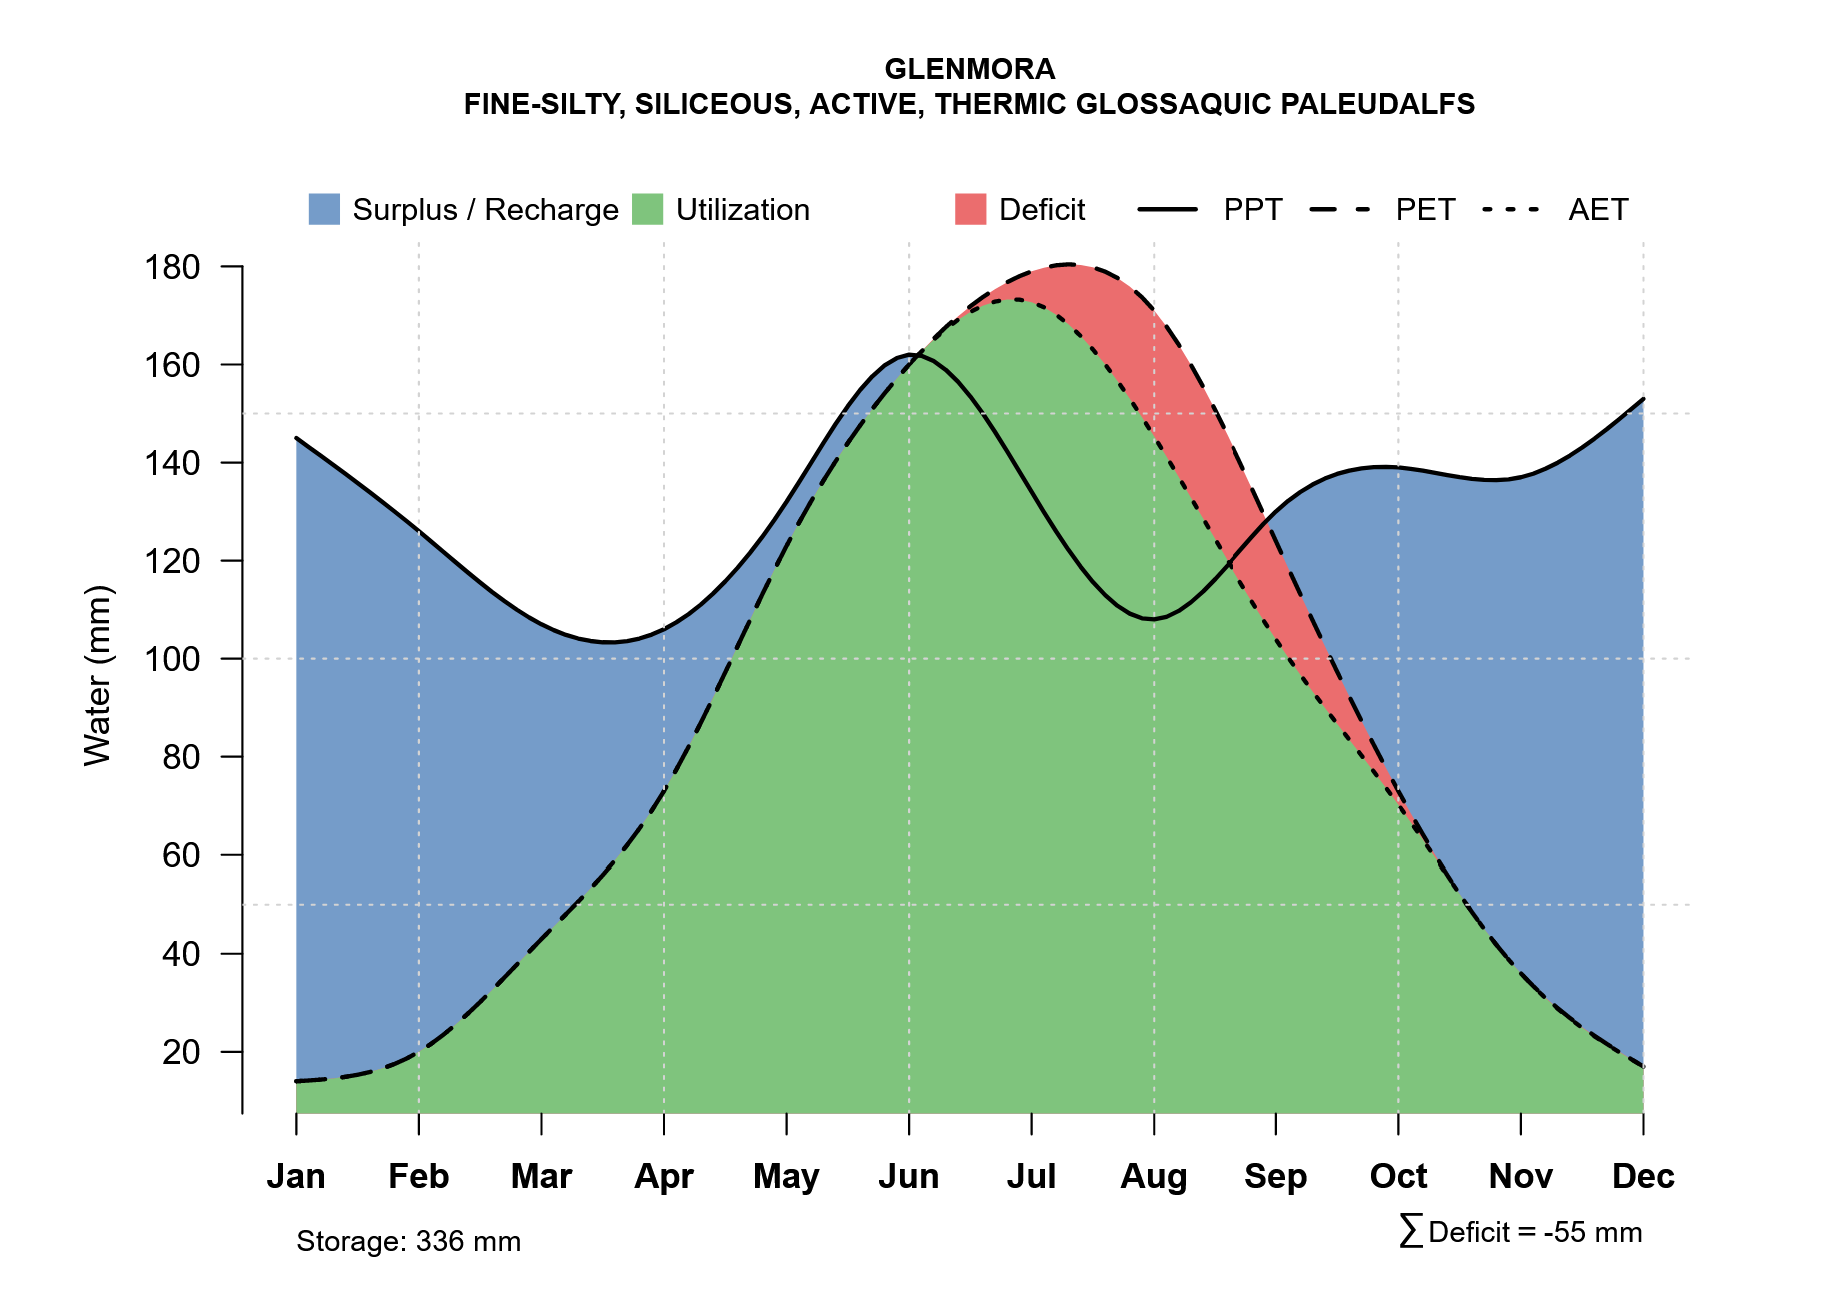 GLENMORA
FINE-SILTY, SILICEOUS, ACTIVE, THERMIC GLOSSAQUIC PALEUDALFS
Surplus / Recharge Utilization Deficit PPT PET AET
180
160
140
120
100
80
60
40
20
Water (mm)
Jan Feb Mar Apr May Jun Jul Aug Sep Oct Nov Dec
Storage: 336 mm
∑ Deficit = -55 mm